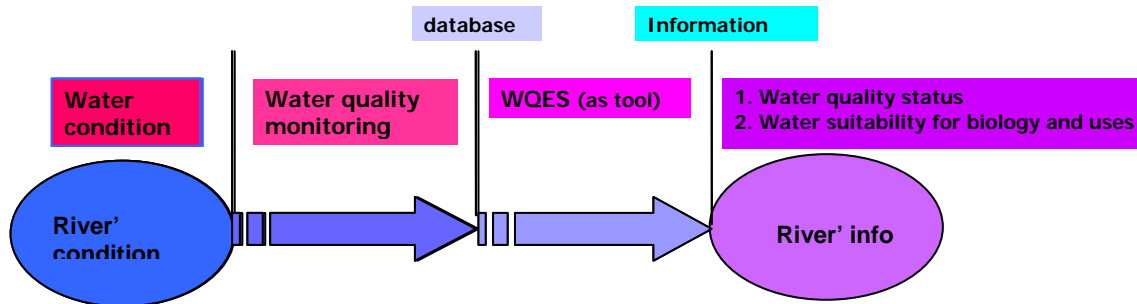 database
Information
Water
condition
Water quality
monitoring
WQES (as tool)
1. Water quality status
2. Water suitability for biology and uses
River'
condition
River' info